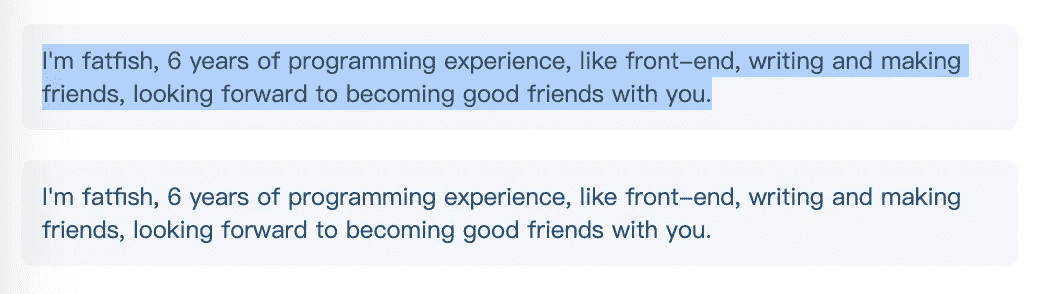 I'm fatfish, 6 years of programming experience, like front-end, writing and making
friends, looking forward to becoming good friends with you.
I'm fatfish, 6 years of programming experience, like front-end, writing and making
friends, looking forward to becoming good friends with you.